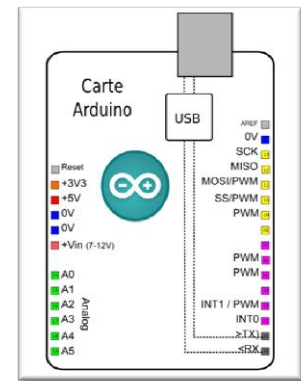 Carte
Arduino
USB
Reset
+3V3
+5V
0V
0V
+Vin (7-12V)
A0
A1
A2
A3
A4
A5
Analog
AREF
0V
SCK
MISO
MOSI/PWM
SS/PWM
PWM
PWM
PWM
INT1 / PWM
INT0
>TX
<RX